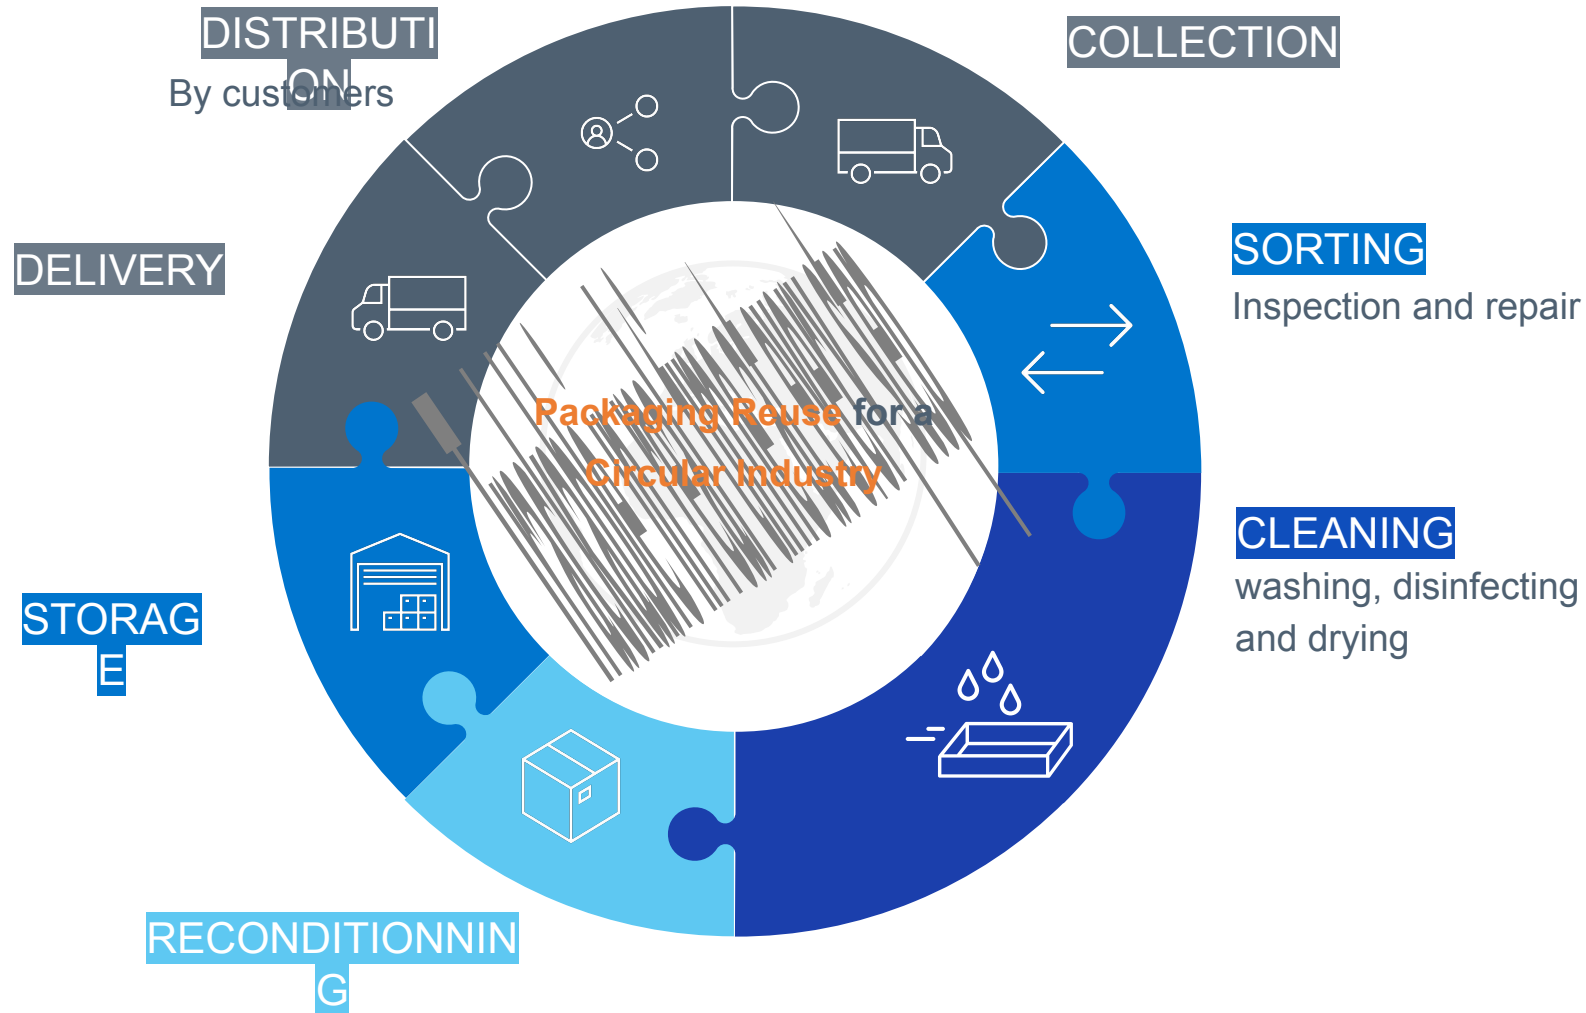 DISTRIBUTI
ON
By customers
COLLECTION
DELIVERY
SORTING
Inspection and repair
Packaging Reuse for a
Circular Industry
CLEANING
washing, disinfecting
and drying
STORAG
E
RECONDITIONNIN
G